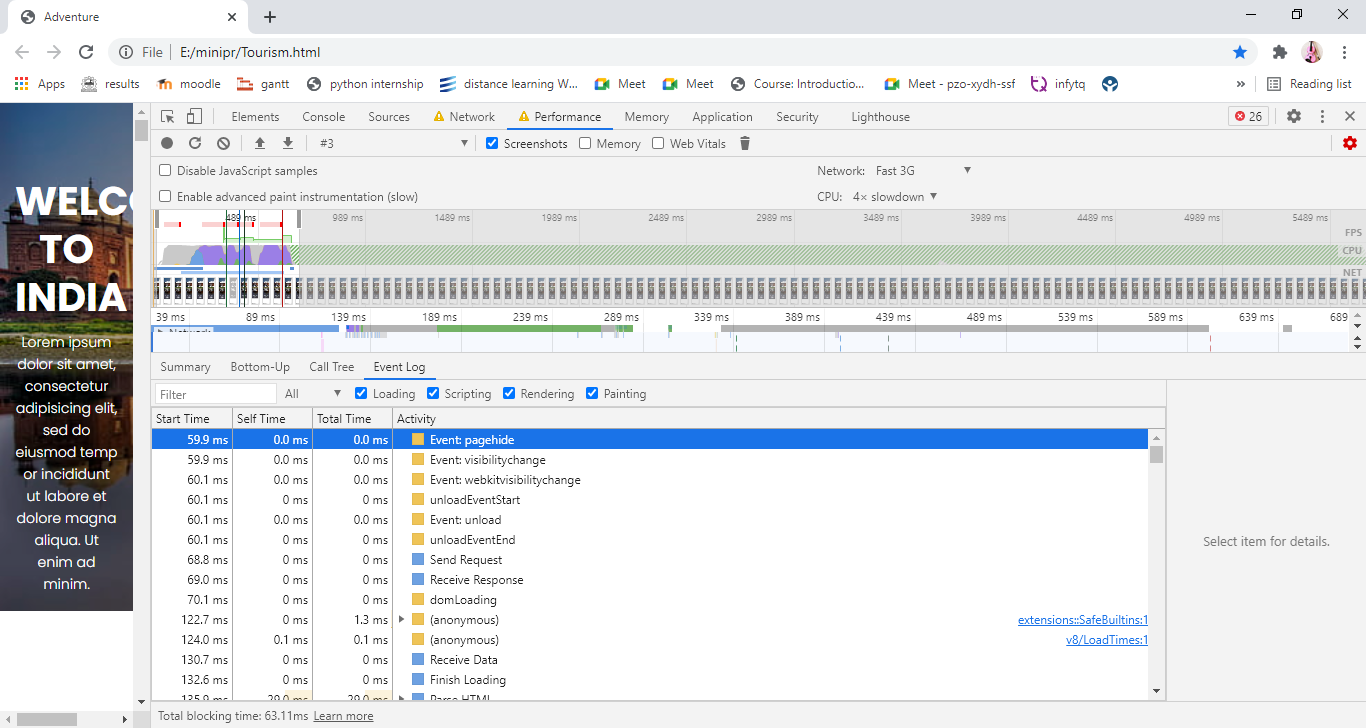 Adventure
File E:/minipr/Tourism.html
Apps results moodle gantt python internship distance learning W... Meet Meet Course: Introductio... Meet - pzo-xydh-ssf infytq » Reading list
WELCO
TO
INDIA
Lorem ipsum
dolor sit amet,
consectetur
adipisicing elit,
sed do
eiusmod temp
or incididunt
ut labore et
dolore magna
aliqua. Ut
enim ad
minim.
Elements Console Sources Network Performance Memory Application Security Lighthouse 26
#3 Screenshots Memory Web Vitals
Disable JavaScript samples Network: Fast 3G
Enable advanced paint instrumentation (slow) CPU: 4× slowdown
489 ms 989 ms 1489 ms 1989 ms 2489 ms 2989 ms 3489 ms 3989 ms 4489 ms 4989 ms 5489 ms
FPS
CPU
NET
39 ms 89 ms 139 ms 189 ms 239 ms 289 ms 339 ms 389 ms 439 ms 489 ms 539 ms 589 ms 639 ms 689
Network
Summary Bottom-Up Call Tree Event Log
Filter All Loading Scripting Rendering Painting
Start Time Self Time Total Time Activity
59.9 ms 0.0 ms 0.0 ms Event: pagehide
59.9 ms 0.0 ms 0.0 ms Event: visibilitychange
60.1 ms 0.0 ms 0.0 ms Event: webkitvisibilitychange
60.1 ms 0 ms 0 ms unloadEventStart
60.1 ms 0.0 ms 0.0 ms Event: unload
60.1 ms 0 ms 0 ms unloadEventEnd
68.8 ms 0 ms 0 ms Send Request
69.0 ms 0 ms 0 ms Receive Response
70.1 ms 0 ms 0 ms domLoading
122.7 ms 0 ms 1.3 ms (anonymous) extensions::SafeBuiltins:1
124.0 ms 0.1 ms 0.1 ms (anonymous) v8/LoadTimes:1
130.7 ms 0 ms 0 ms Receive Data
132.6 ms 0 ms 0 ms Finish Loading
135.9 ms 29.0 ms 29.0 ms Parse HTML
Select item for details.
Total blocking time: 63.11ms Learn more